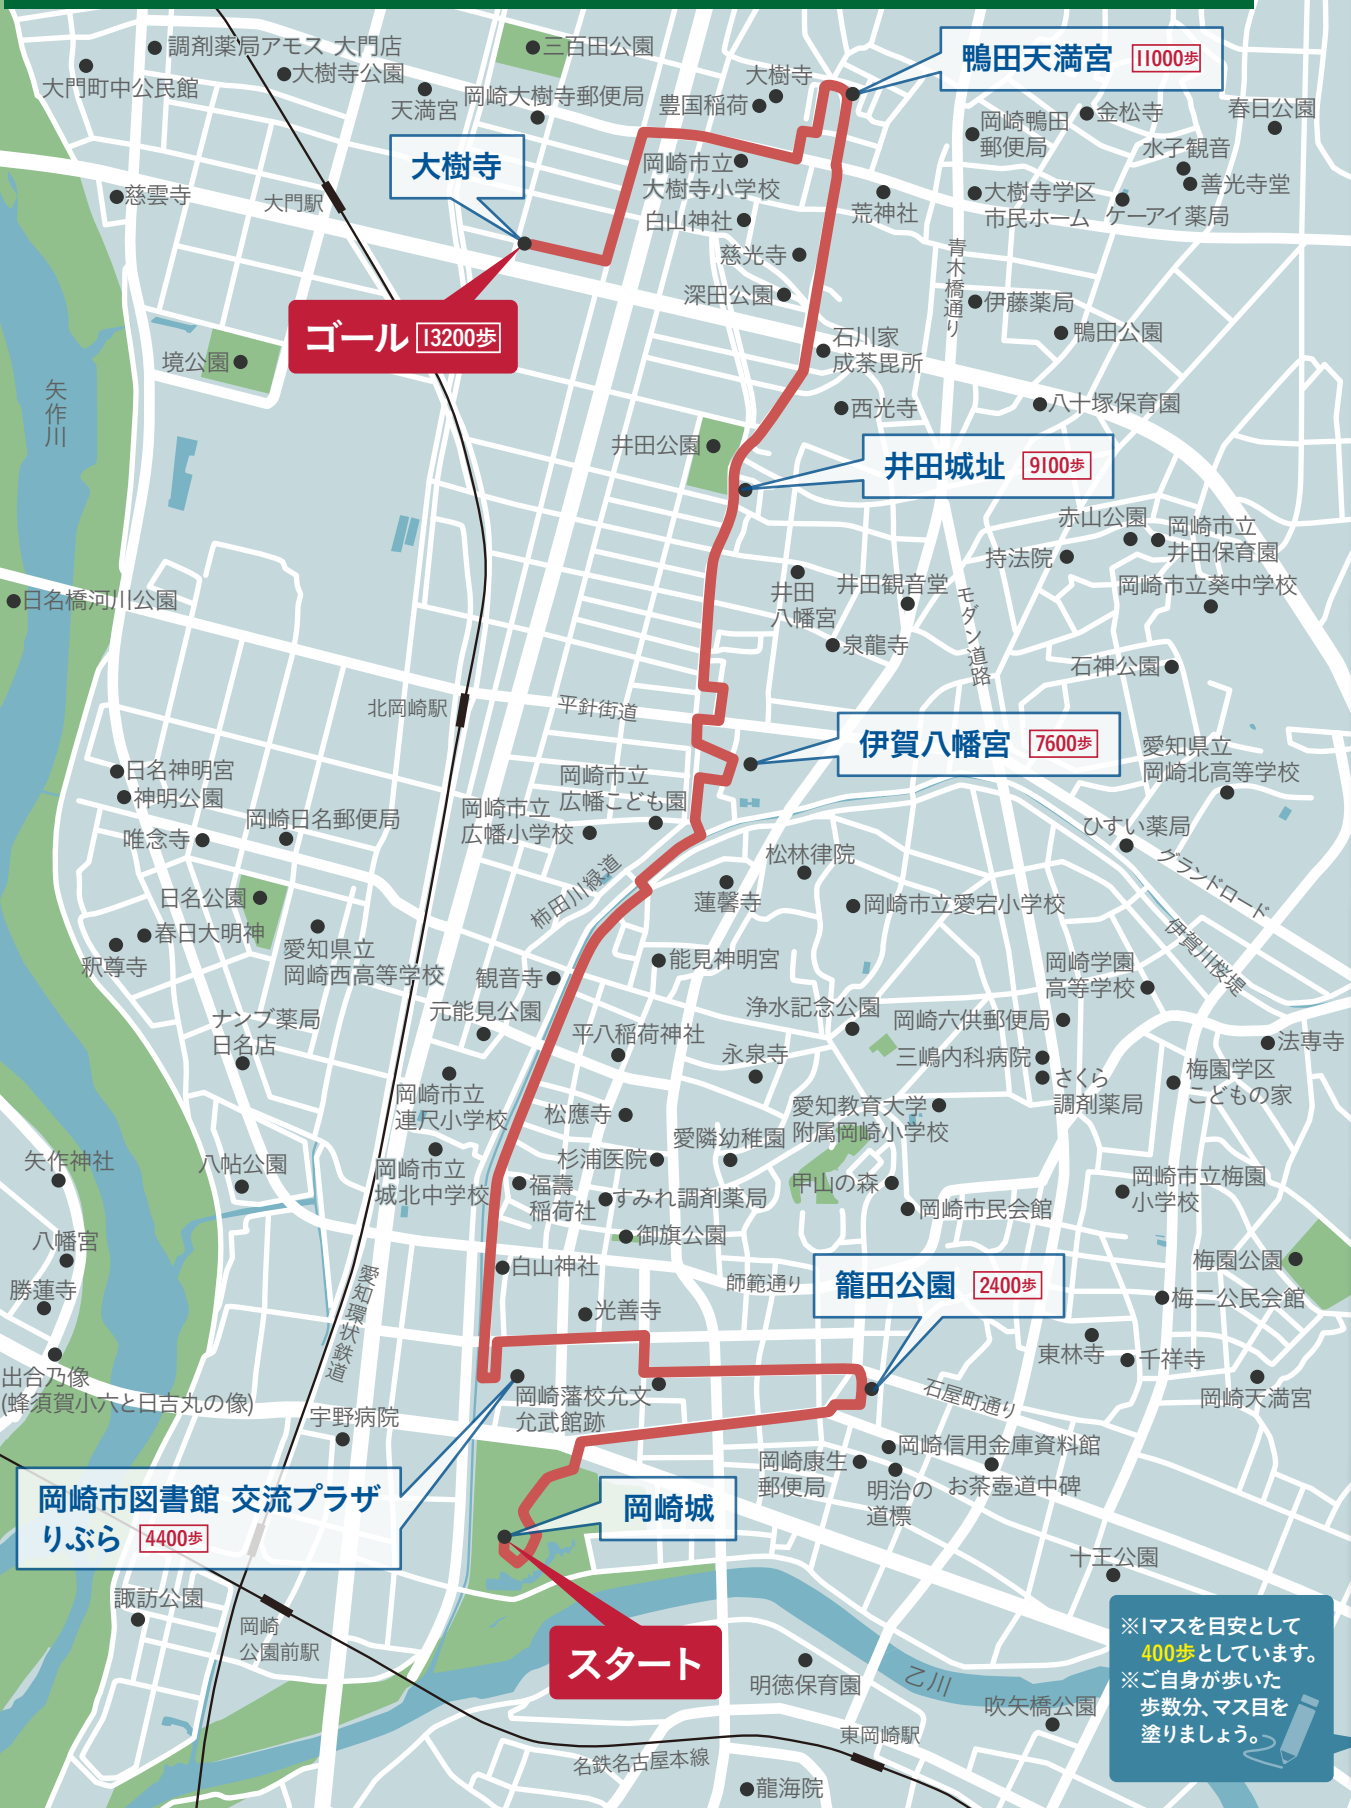 調剤薬局アモス 大門店
三百田公園
鴨田天満宮 11000歩
大門町中公民館
大樹寺公園
天満宮
岡崎大樹寺郵便局
大樹寺
豊国稲荷
岡崎鴨田
郵便局
金松寺
春日公園
水子観音
善光寺堂
大樹寺
岡崎市立
大樹寺小学校
慈雲寺
大門駅
荒神社
大樹寺学区
市民ホーム
ケーアイ薬局
白山神社
慈光寺
深田公園
青木橋通り
伊藤薬局
鴨田公園
ゴール 13200歩
石川家
成荼毘所
境公園
矢作川
西光寺
八十塚保育園
井田公園
井田城址 9100歩
赤山公園
岡崎市立
井田保育園
持法院
岡崎市立葵中学校
日名橋河川公園
井田
八幡宮
井田観音堂
モダン道路
泉龍寺
石神公園
北岡崎駅
平針街道
伊賀八幡宮 7600歩
愛知県立
岡崎北高等学校
日名神明宮
神明公園
岡崎市立
広幡こども園
岡崎市立
広幡小学校
岡崎日名郵便局
唯念寺
ひすい薬局
グランドロード
松林律院
柿田川緑道
蓮馨寺
岡崎市立愛宕小学校
日名公園
春日大明神
釈尊寺
愛知県立
岡崎西高等学校
伊賀川桜堤
観音寺
能見神明宮
岡崎学園
高等学校
元能見公園
浄水記念公園
岡崎六供郵便局
ナンブ薬局
日名店
平八稲荷神社
永泉寺
三嶋内科病院
法専寺
さくら
調剤薬局
梅園学区
こどもの家
岡崎市立
連尺小学校
松應寺
愛知教育大学
附属岡崎小学校
愛隣幼稚園
矢作神社
八帖公園
岡崎市立
城北中学校
杉浦医院
福壽
稲荷社
すみれ調剤薬局
甲山の森
岡崎市民会館
岡崎市立梅園
小学校
御旗公園
八幡宮
勝蓮寺
白山神社
師範通り
籠田公園 2400歩
梅園公園
梅二公民会館
愛知環状鉄道
光善寺
東林寺
千祥寺
岡崎天満宮
出合乃像
(蜂須賀小六と日吉丸の像)
岡崎藩校允文
允武館跡
石屋町通り
宇野病院
岡崎信用金庫資料館
岡崎康生
郵便局
明治の
道標
お茶壺道中碑
岡崎市図書館 交流プラザ
りぶら 4400歩
岡崎城
十王公園
諏訪公園
岡崎
公園前駅
スタート
※1マスを目安として
400歩としています。
※ご自身が歩いた
歩数分、マス目を
塗りましょう。
明徳保育園
乙川
吹矢橋公園
名鉄名古屋本線
東岡崎駅
龍海院